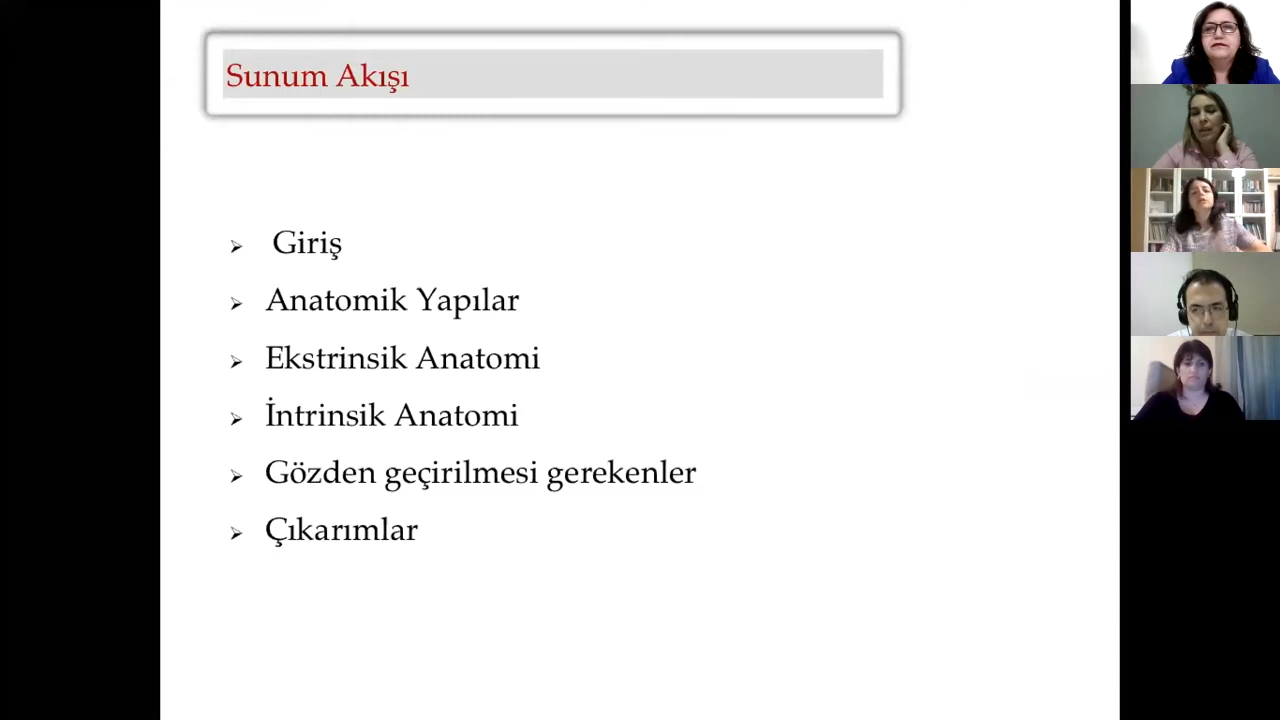 Sunum Akışı
Giriş
Anatomik Yapılar
Ekstrinsik Anatomi
İntrinsik Anatomi
Gözden geçirilmesi gerekenler
Çıkarımlar